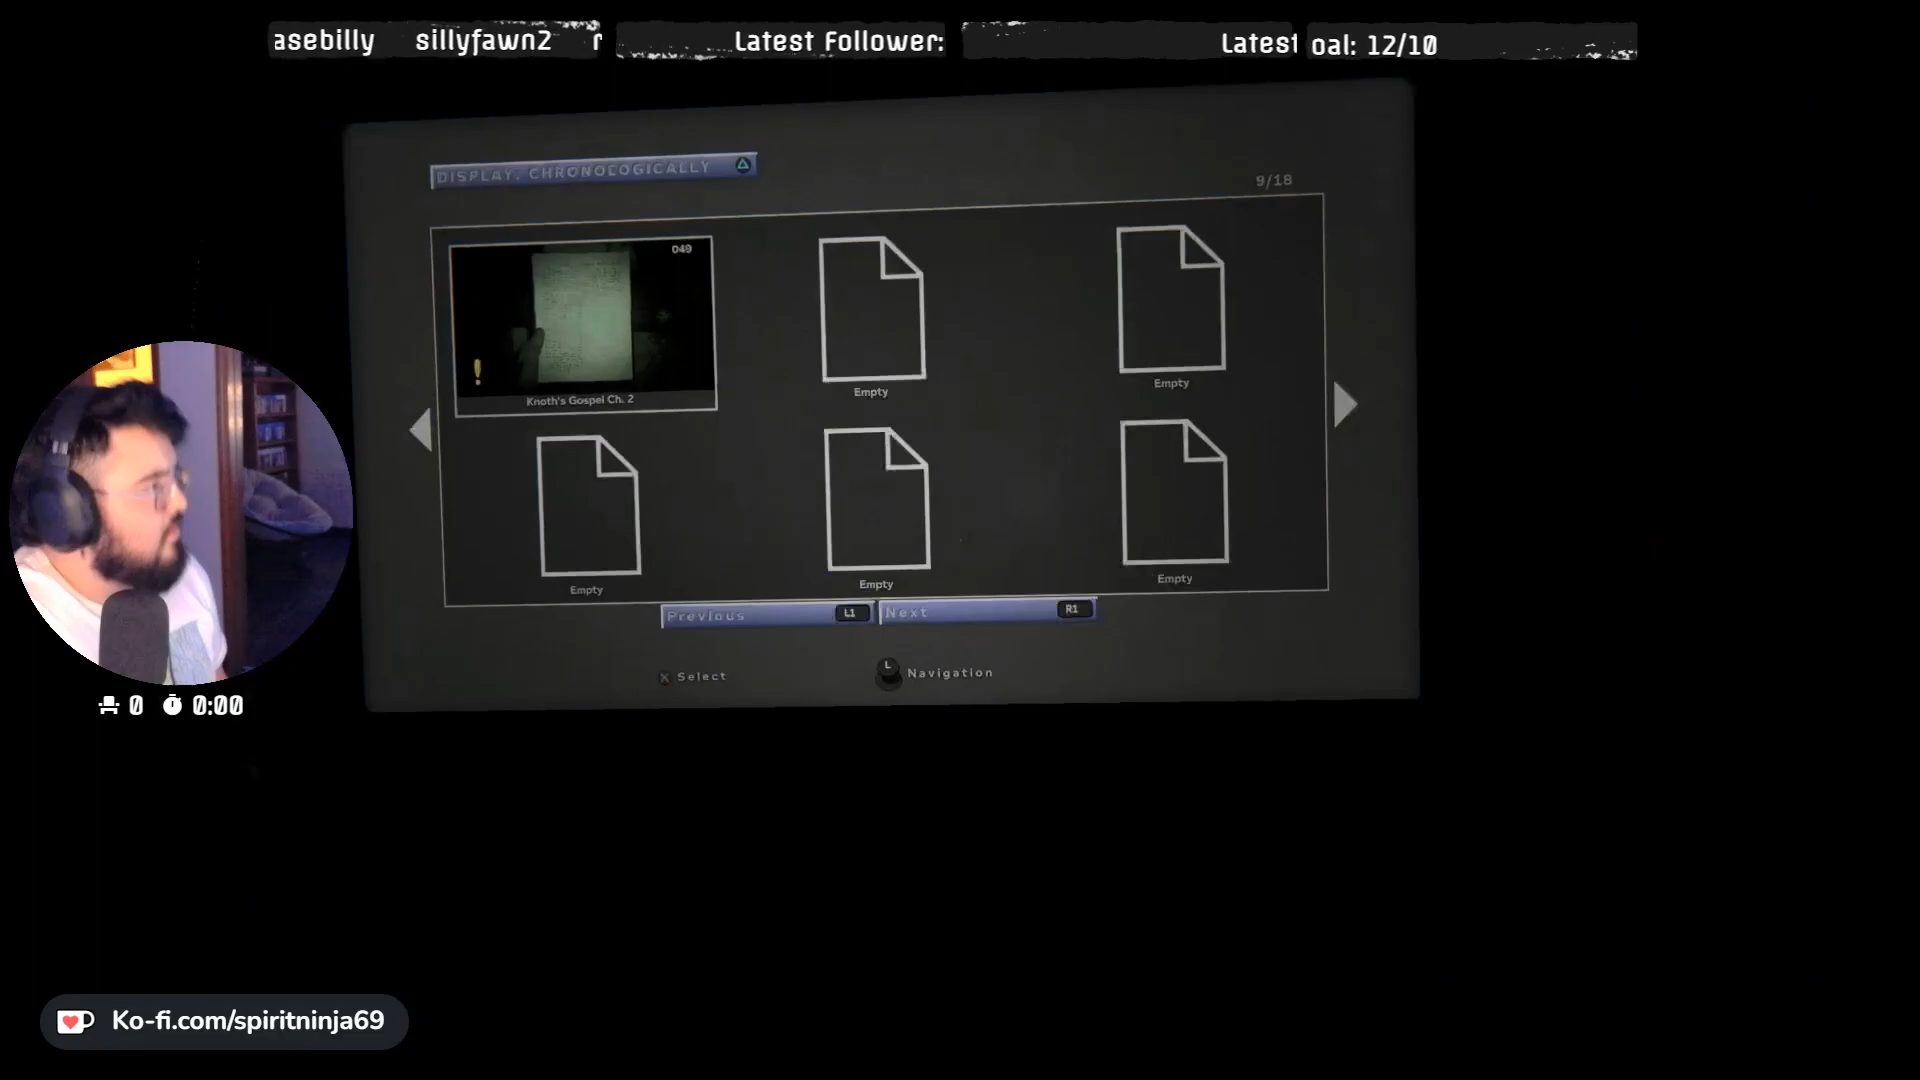 asebilly sillyfawn2 r
Latest Follower:
Latest
oal: 12/10
DISPLAY: CHRONOLOGICALLY
9/18
049
Knoth's Gospel Ch. 2
Empty
Empty
Empty
Empty
Empty
Previous L1
Next R1
X Select
L Navigation
0 0:00
Ko-fi.com/spiritninja69